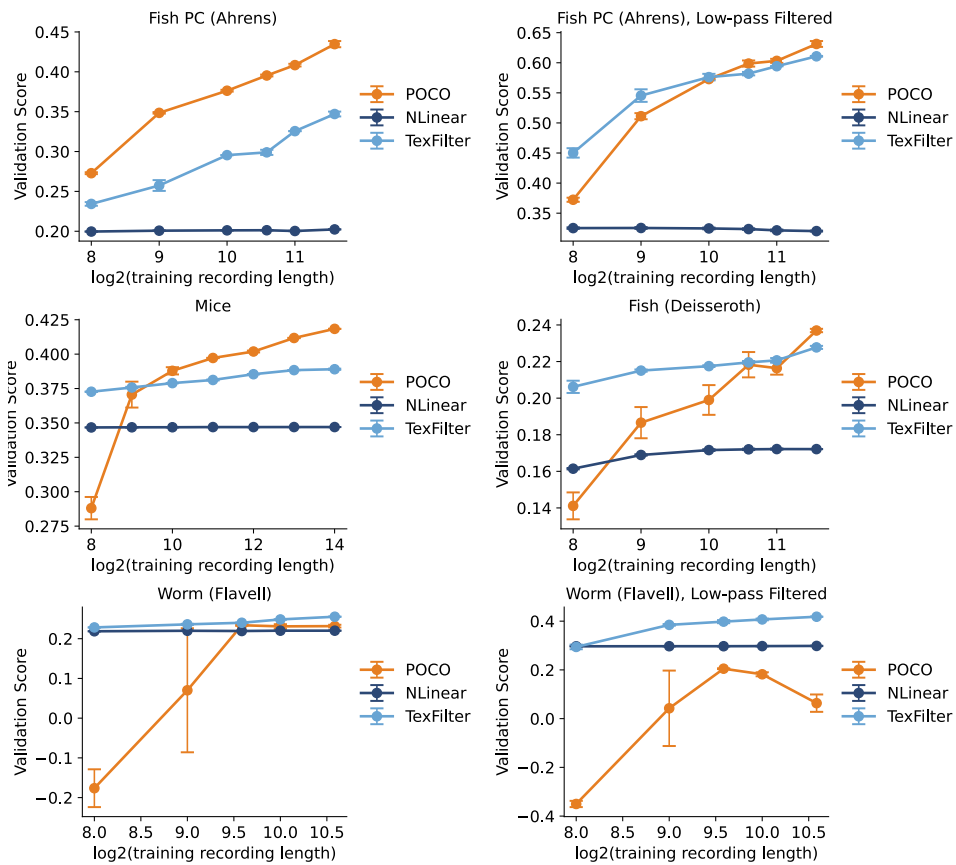 Fish PC (Ahrens)
Validation Score
0.45
0.40
0.35
0.30
0.25
0.20
8
9
10
11
log2(training recording length)
POCO
NLinear
TexFilter
Fish PC (Ahrens), Low-pass Filtered
Validation Score
0.65
0.60
0.55
0.50
0.45
0.40
0.35
8
9
10
11
log2(training recording length)
POCO
NLinear
TexFilter
Mice
Validation Score
0.425
0.400
0.375
0.350
0.325
0.300
0.275
8
10
12
14
log2(training recording length)
POCO
NLinear
TexFilter
Fish (Deisseroth)
Validation Score
0.24
0.22
0.20
0.18
0.16
0.14
8
9
10
11
log2(training recording length)
POCO
NLinear
TexFilter
Worm (Flavell)
Validation Score
0.2
0.0
−0.1
−0.2
8.0
8.5
9.0
9.5
10.0
10.5
log2(training recording length)
POCO
NLinear
TexFilter
Worm (Flavell), Low-pass Filtered
Validation Score
0.4
0.2
0.0
−0.2
−0.4
8.0
8.5
9.0
9.5
10.0
10.5
log2(training recording length)
POCO
NLinear
TexFilter